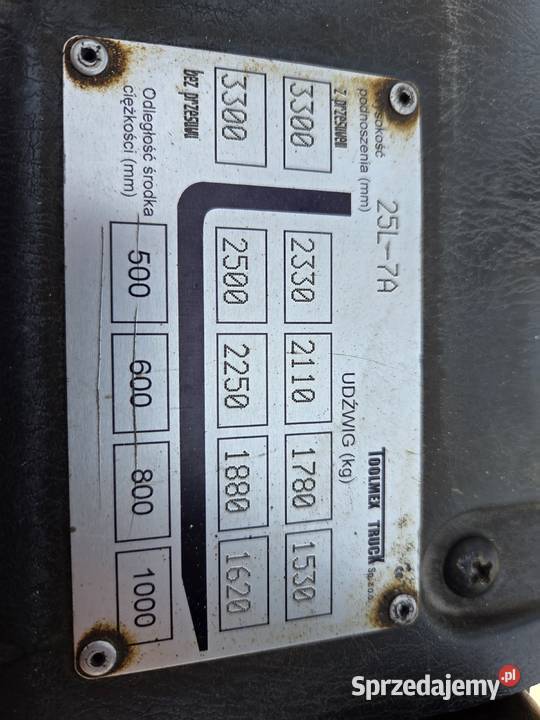 TOOLMEX TRUCK Sp. z o.o.
25L-7A
Wysokość
podnoszenia (mm)
UDŹWIG (kg)
z przesuwem
3300 2330 2110 1780 1530
bez przesuwu
3300 2500 2250 1880 1620
Odległość środka
ciężkości (mm)
500 600 800 1000
Sprzedajemy.pl